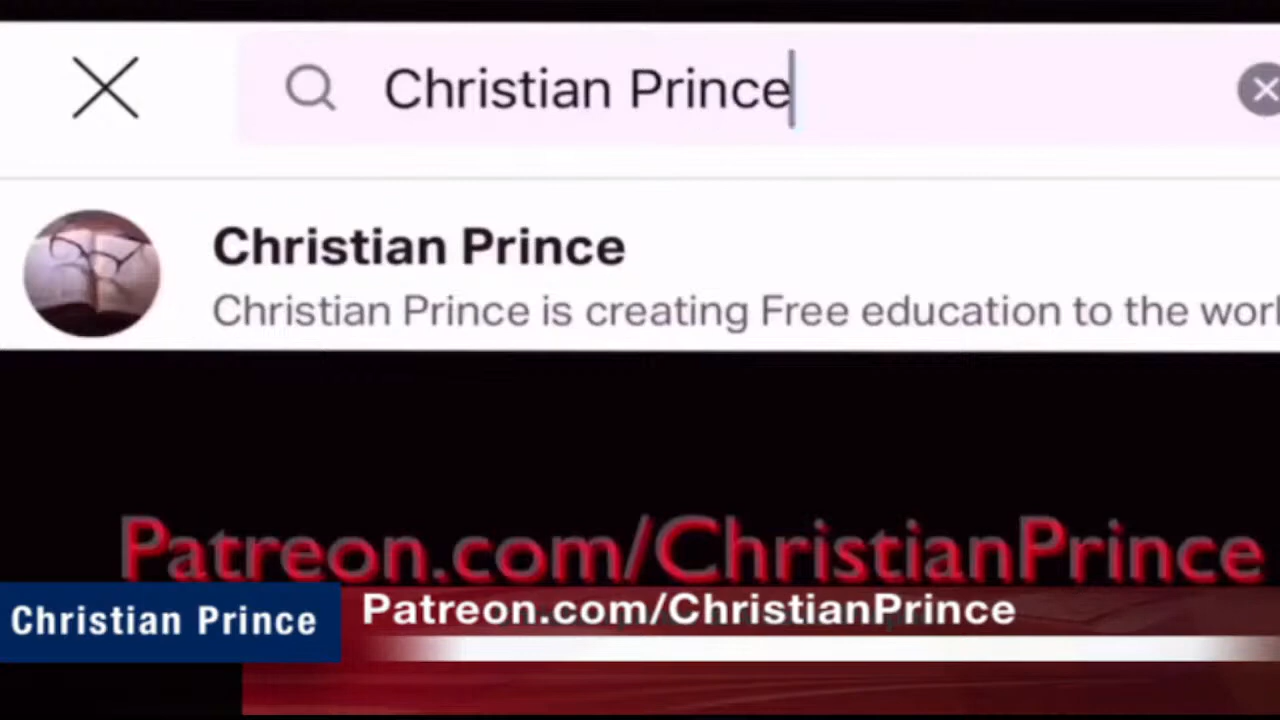 Christian Prince
Christian Prince
Christian Prince is creating Free education to the worl
Patreon.com/ChristianPrince
Christian Prince
Patreon.com/ChristianPrince